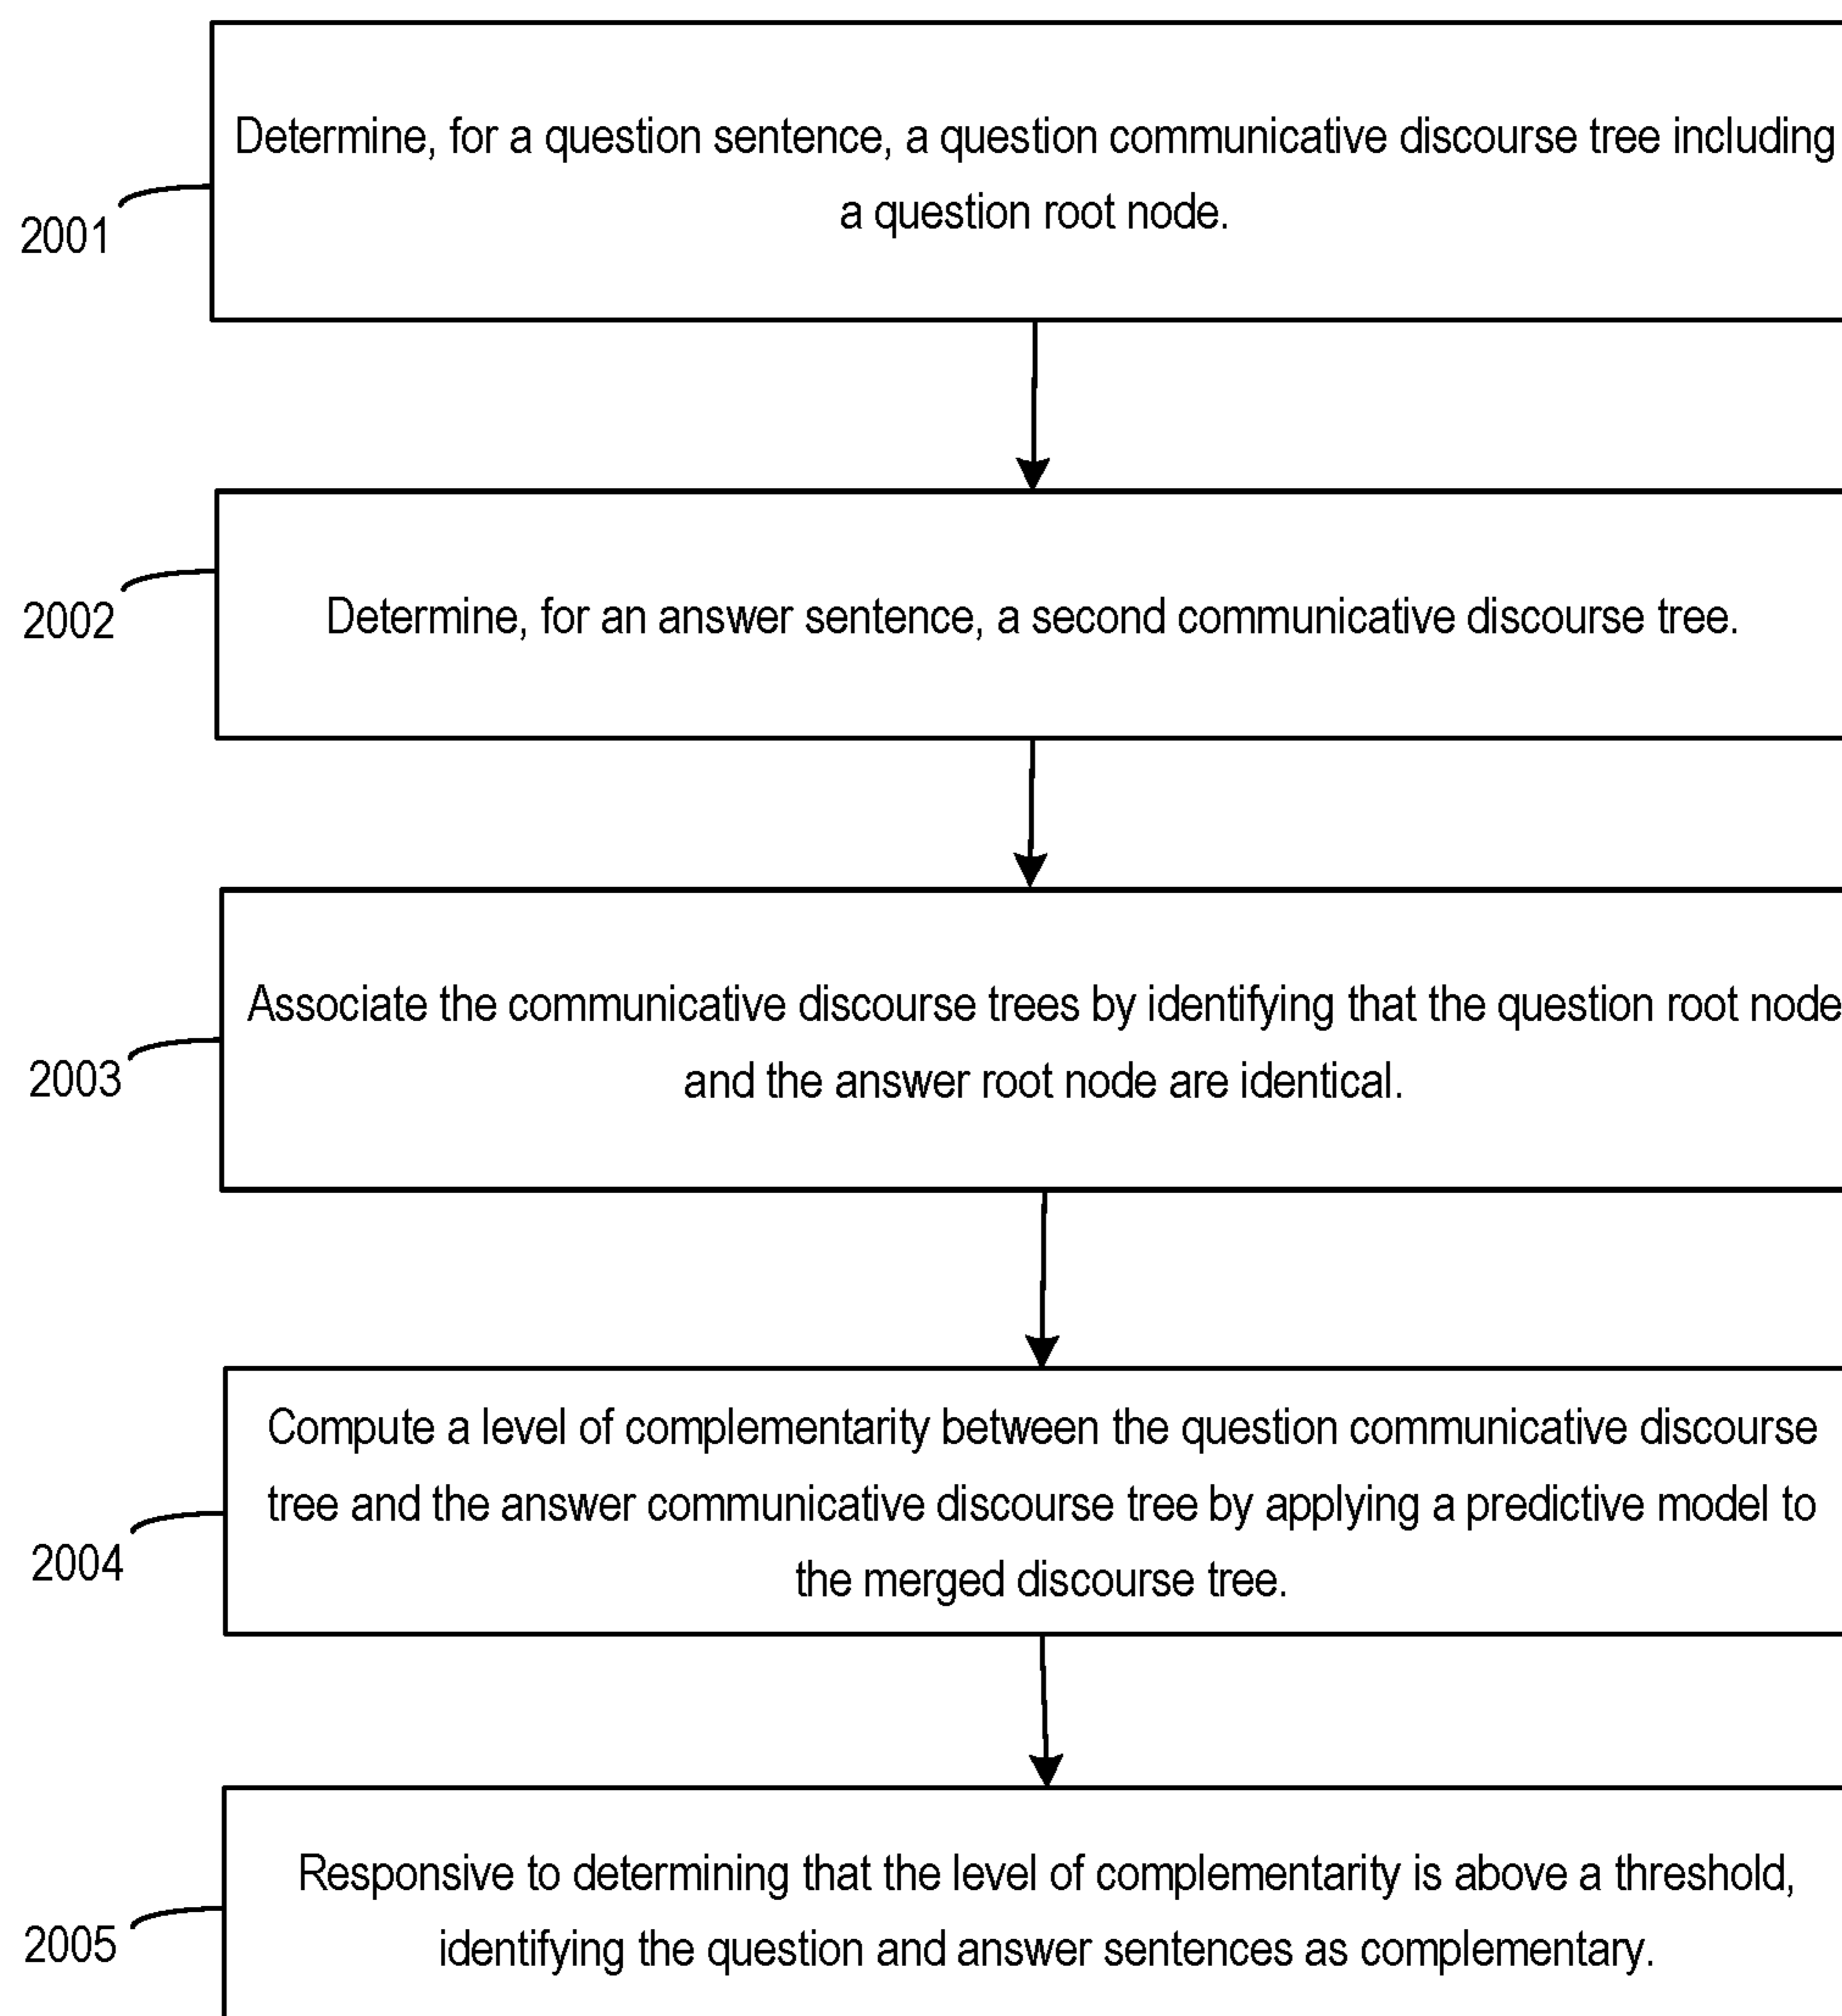 Determine, for a question sentence, a question communicative discourse tree including
a question root node.
2001
Determine, for an answer sentence, a second communicative discourse tree.
2002
Associate the communicative discourse trees by identifying that the question root node
and the answer root node are identical.
2003
Compute a level of complementarity between the question communicative discourse
tree and the answer communicative discourse tree by applying a predictive model to
the merged discourse tree.
2004
Responsive to determining that the level of complementarity is above a threshold,
identifying the question and answer sentences as complementary.
2005